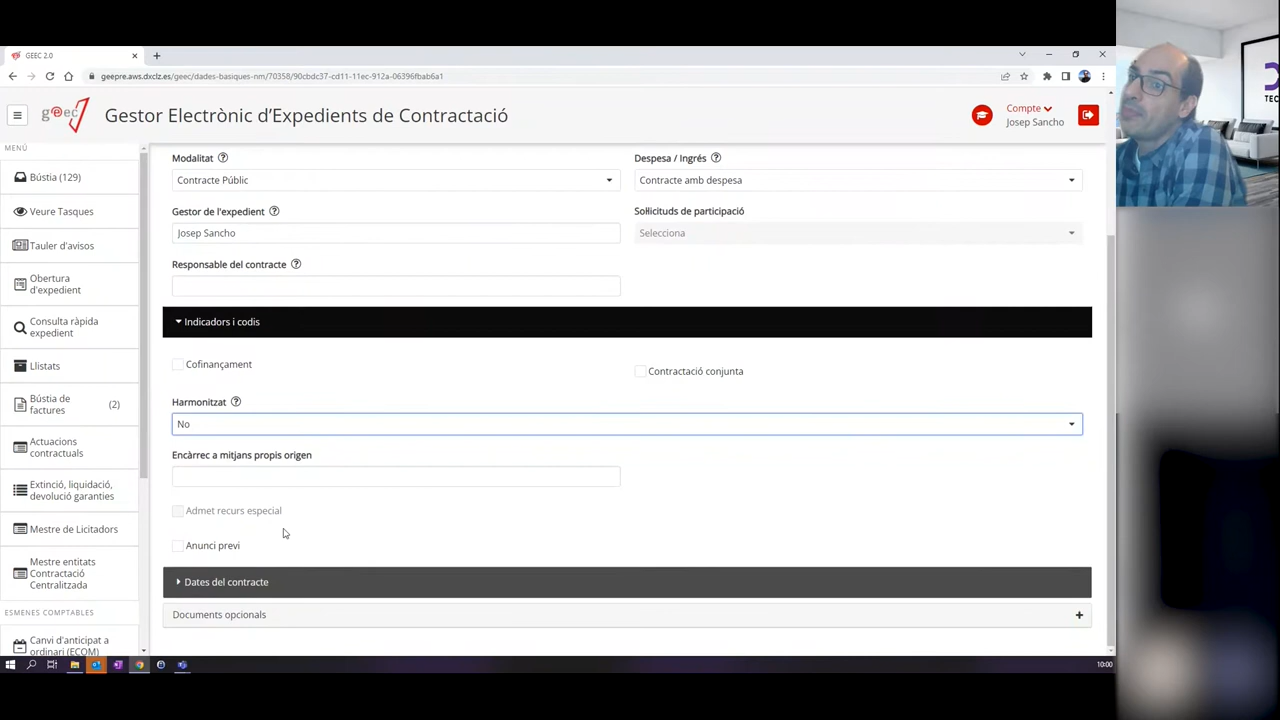 GEEC 2.0
geepre.aws.dxclz.es/geec/dades-basiques-nm/70358/90cbdc37-cd11-11ec-912a-06396fbab6a1
geec
Gestor Electrònic d'Expedients de Contractació
Compte
Josep Sancho
TEC
MENÚ
Bústia (129)
Veure Tasques
Tauler d'avisos
Obertura
d'expedient
Consulta ràpida
expedient
Llistats
Bústia de
factures (2)
Actuacions
contractuals
Extinció, liquidació,
devolució garanties
Mestre de Licitadors
Mestre entitats
Contractació
Centralitzada
ESMENES COMPTABLES
Canvi d'anticipat a
ordinari (ECOM)
Modalitat
Despesa / Ingrés
Contracte Públic
Contracte amb despesa
Gestor de l'expedient
Sol·licituds de participació
Josep Sancho
Selecciona
Responsable del contracte
Indicadors i codis
Cofinançament
Contractació conjunta
Harmonitzat
No
Encàrrec a mitjans propis origen
Admet recurs especial
Anunci previ
Dates del contracte
Documents opcionals
10:00